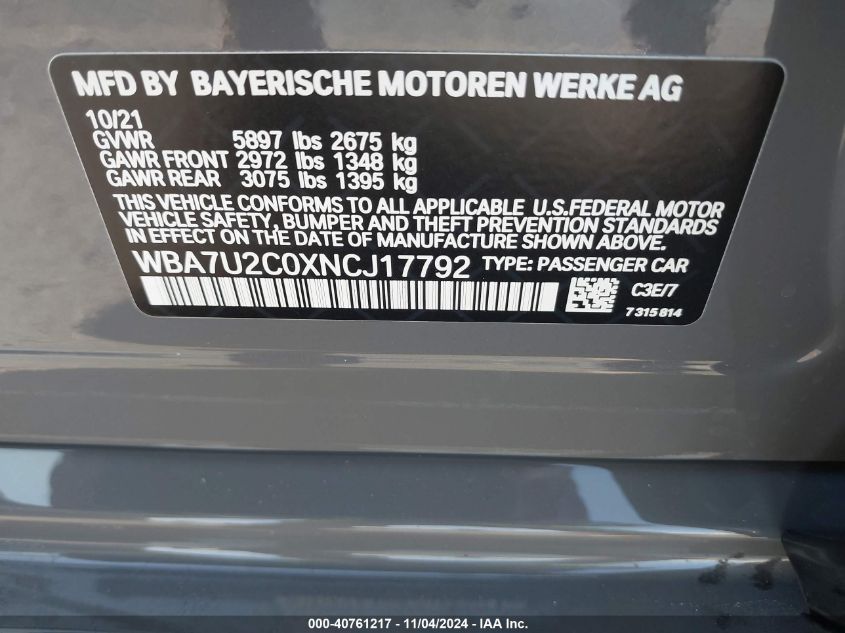 MFD BY BAYERISCHE MOTOREN WERKE AG
10/21
GVWR 5897 lbs 2675 kg
GAWR FRONT 2972 lbs 1348 kg
GAWR REAR 3075 lbs 1395 kg
THIS VEHICLE CONFORMS TO ALL APPLICABLE U.S.FEDERAL MOTOR
VEHICLE SAFETY, BUMPER AND THEFT PREVENTION STANDARDS
IN EFFECT ON THE DATE OF MANUFACTURE SHOWN ABOVE.
WBA7U2C0XNCJ17792 TYPE: PASSENGER CAR
C3E/7
7315814
000-40761217 - 11/04/2024 - IAA Inc.